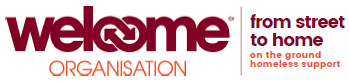 welcome
ORGANISATION
from street
to home
on the ground
homeless support